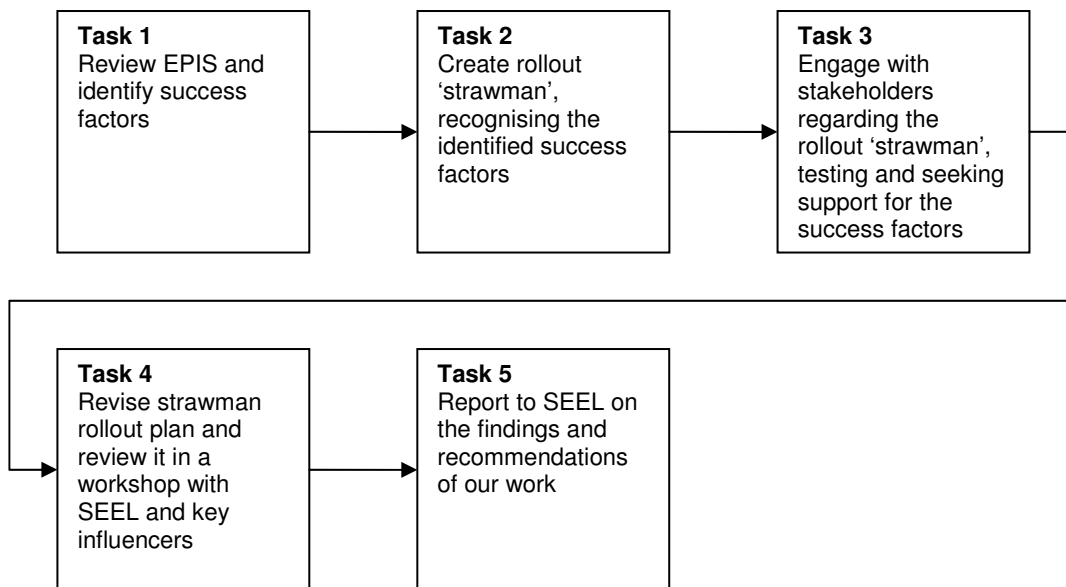 Task 1
Review EPIS and
identify success
factors
Task 2
Create rollout
‘strawman’,
recognising the
identified success
factors
Task 3
Engage with
stakeholders
regarding the
rollout ‘strawman’,
testing and seeking
support for the
success factors
Task 4
Revise strawman
rollout plan and
review it in a
workshop with
SEEL and key
influencers
Task 5
Report to SEEL on
the findings and
recommendations
of our work